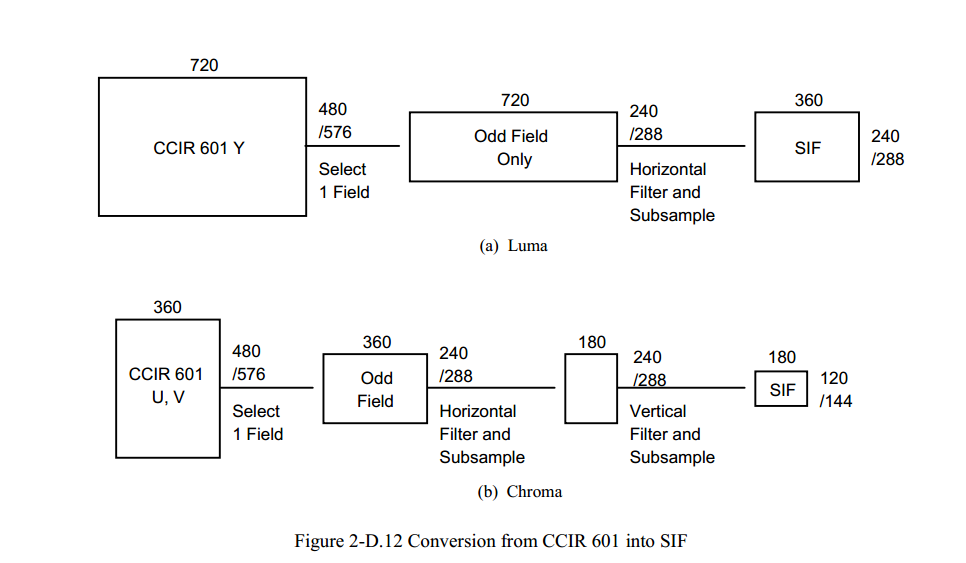 720
CCIR 601 Y
480
/576
Select
1 Field
720
Odd Field
Only
240
/288
Horizontal
Filter and
Subsample
360
SIF
240
/288
(a) Luma
360
CCIR 601
U, V
480
/576
Select
1 Field
360
Odd
Field
240
/288
Horizontal
Filter and
Subsample
180
240
/288
Vertical
Filter and
Subsample
180
SIF
120
/144
(b) Chroma
Figure 2-D.12 Conversion from CCIR 601 into SIF